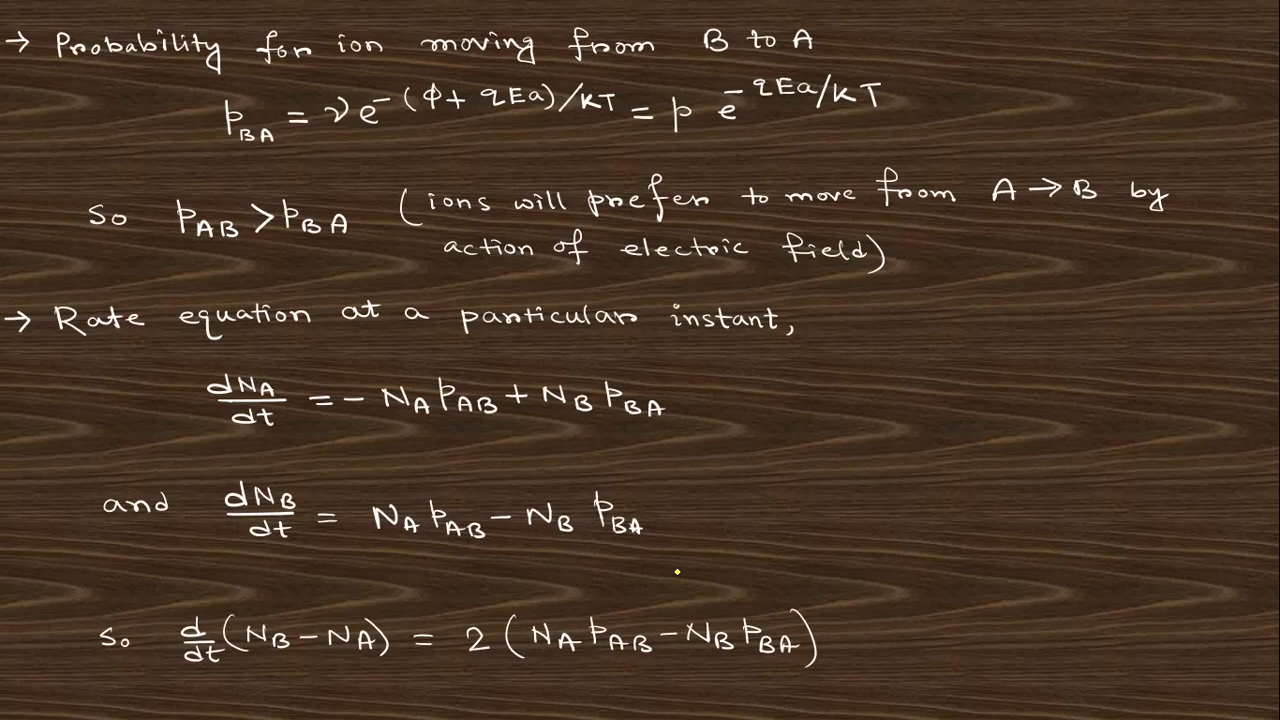 → Probability for ion moving from B to A
p_BA = νe^-(φ+qEa)/KT = p e^-qEa/KT
So p_AB > p_BA (ions will prefer to move from A → B by
action of electric field)
→ Rate equation at a particular instant,
dN_A/dt = - N_A p_AB + N_B p_BA
and dN_B/dt = N_A p_AB - N_B p_BA
So d/dt (N_B - N_A) = 2 (N_A p_AB - N_B p_BA)